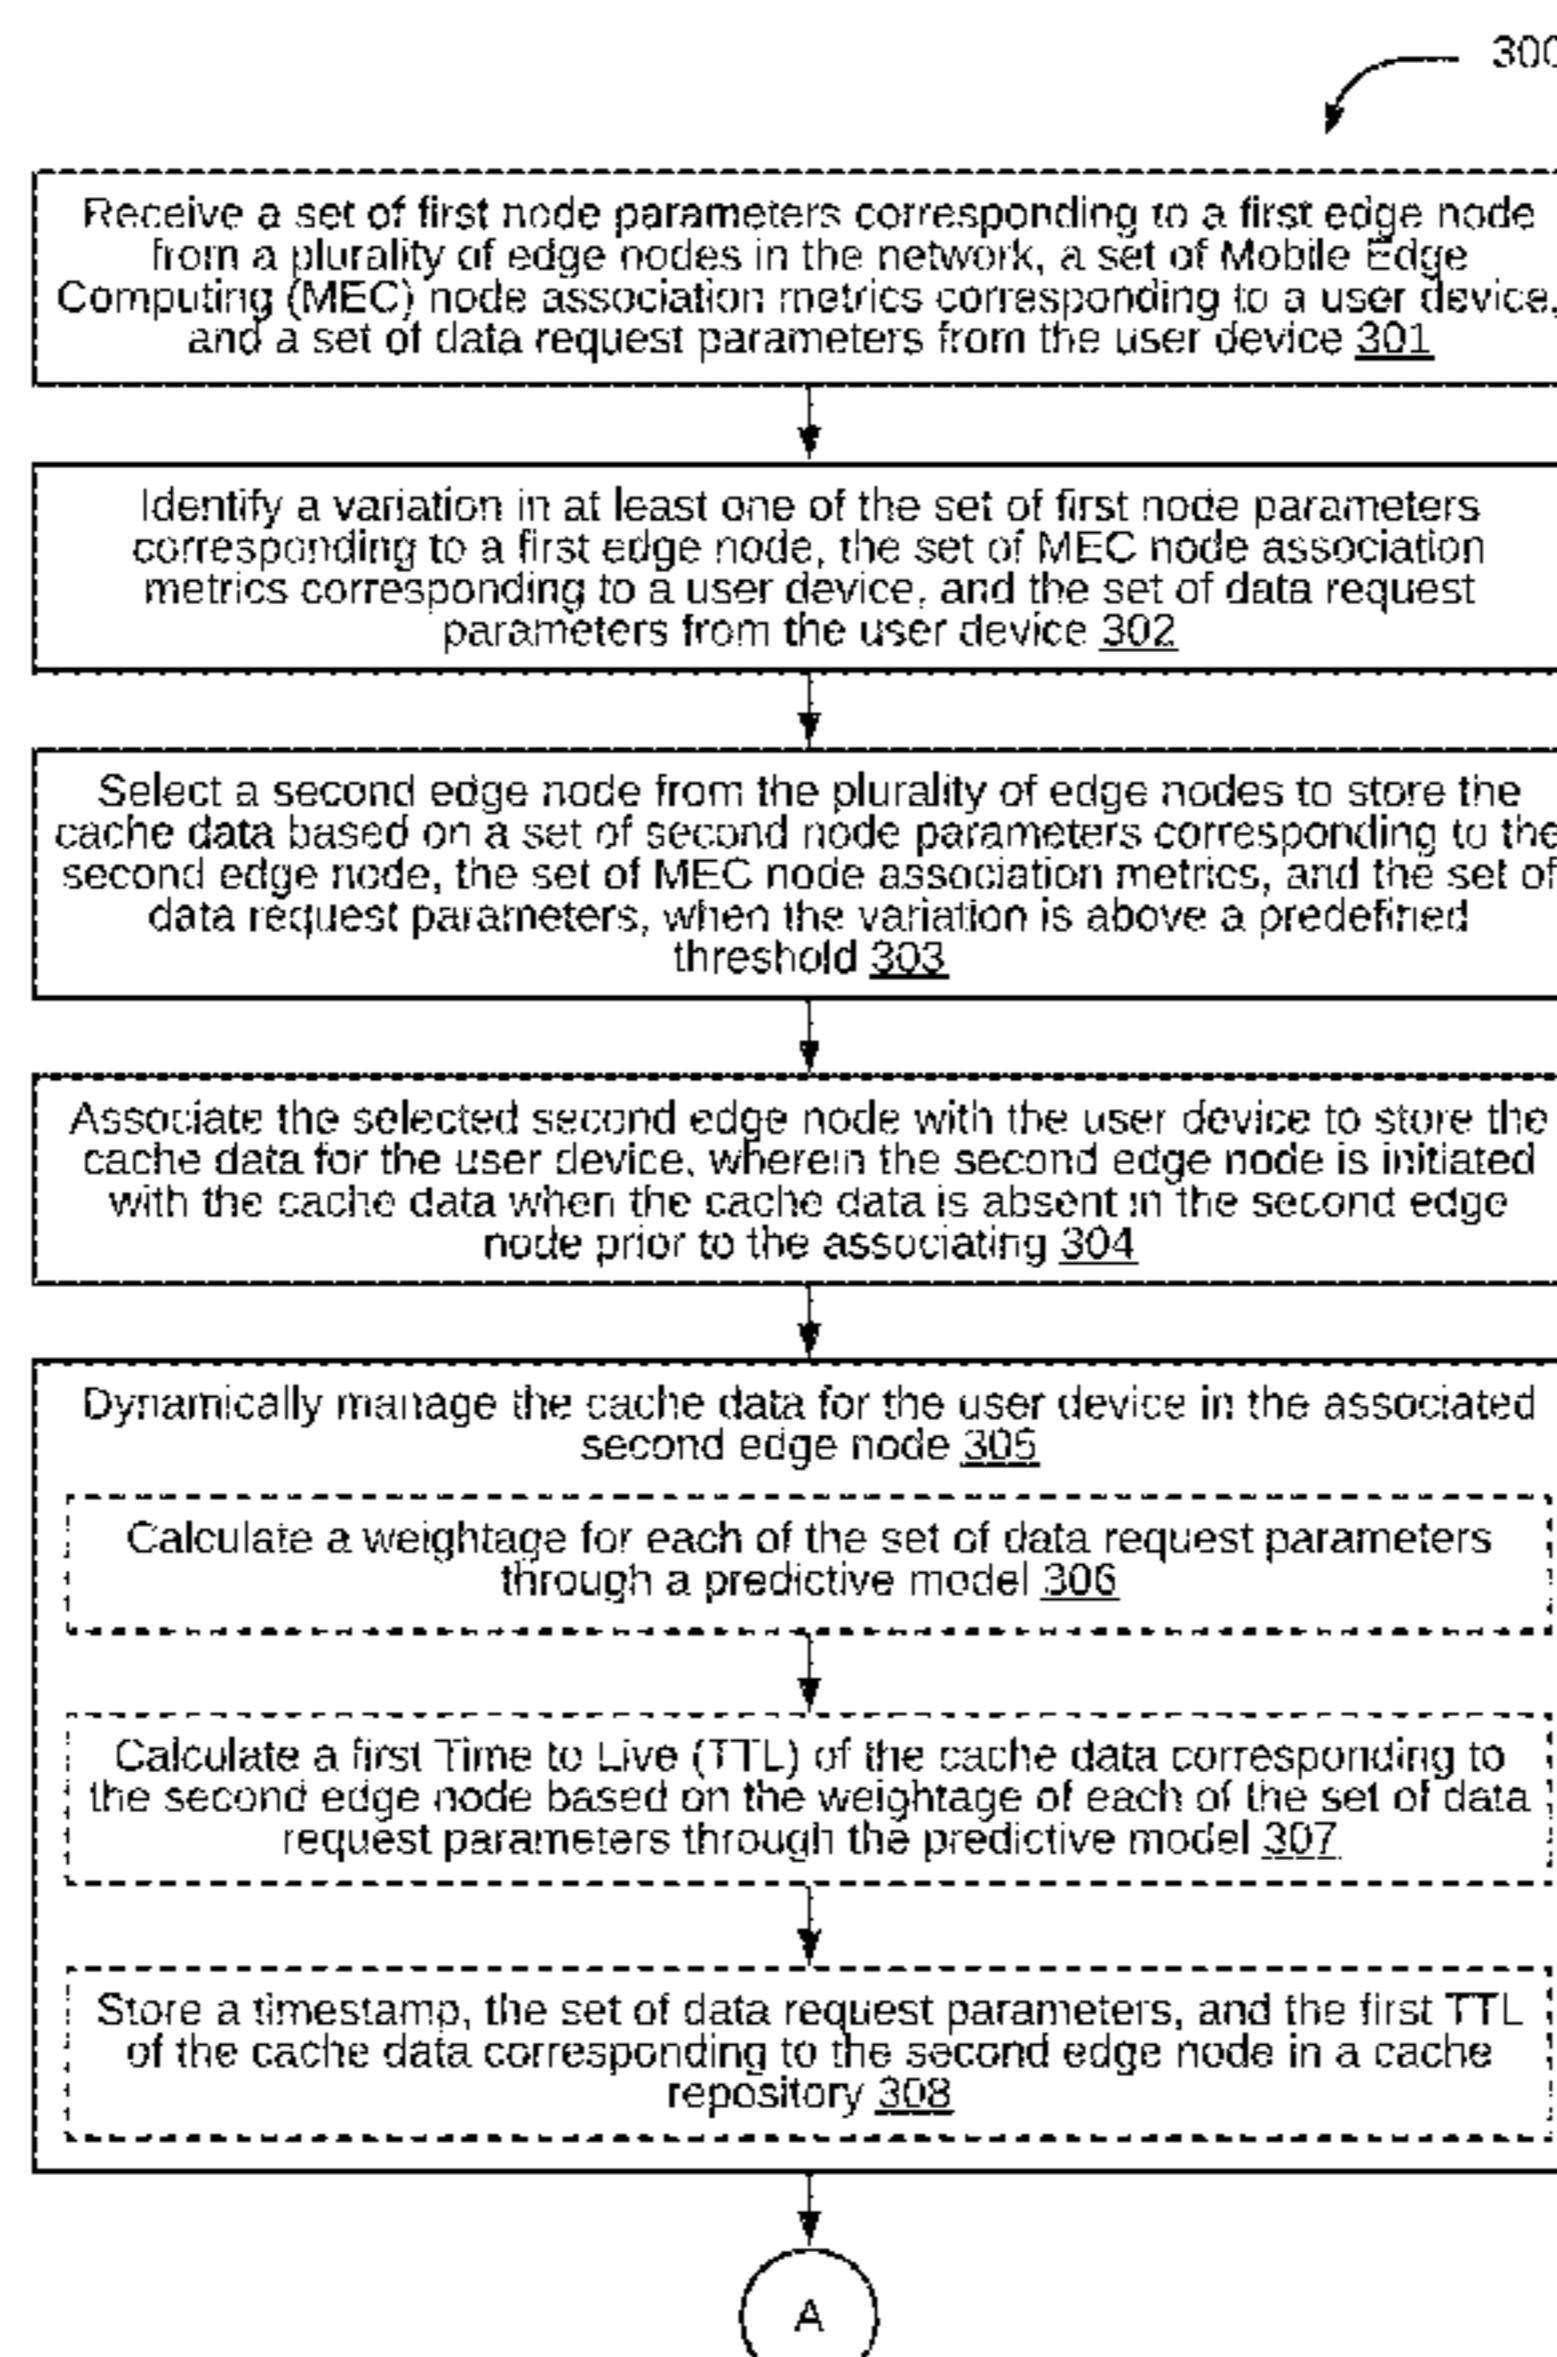 300
Receive a set of first node parameters corresponding to a first edge node
from a plurality of edge nodes in the network, a set of Mobile Edge
Computing (MEC) node association metrics corresponding to a user device,
and a set of data request parameters from the user device 301
Identify a variation in at least one of the set of first node parameters
corresponding to a first edge node, the set of MEC node association
metrics corresponding to a user device, and the set of data request
parameters from the user device 302
Select a second edge node from the plurality of edge nodes to store the
cache data based on a set of second node parameters corresponding to the
second edge node, the set of MEC node association metrics, and the set of
data request parameters, when the variation is above a predefined
threshold 303
Associate the selected second edge node with the user device to store the
cache data for the user device, wherein the second edge node is initiated
with the cache data when the cache data is absent in the second edge
node prior to the associating 304
Dynamically manage the cache data for the user device in the associated
second edge node 305
Calculate a weightage for each of the set of data request parameters
through a predictive model 306
Calculate a first Time to Live (TTL) of the cache data corresponding to
the second edge node based on the weightage of each of the set of data
request parameters through the predictive model 307
Store a timestamp, the set of data request parameters, and the first TTL
of the cache data corresponding to the second edge node in a cache
repository 308
A